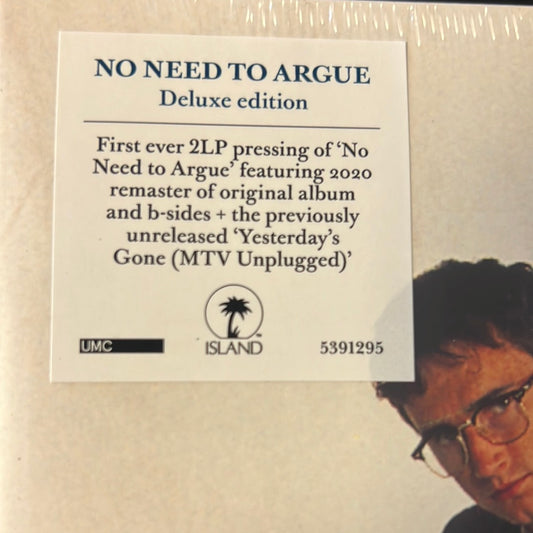 NO NEED TO ARGUE
Deluxe edition
First ever 2LP pressing of ‘No
Need to Argue’ featuring 2020
remaster of original album
and b-sides + the previously
unreleased ‘Yesterday’s
Gone (MTV Unplugged)’
UMC
ISLAND
5391295